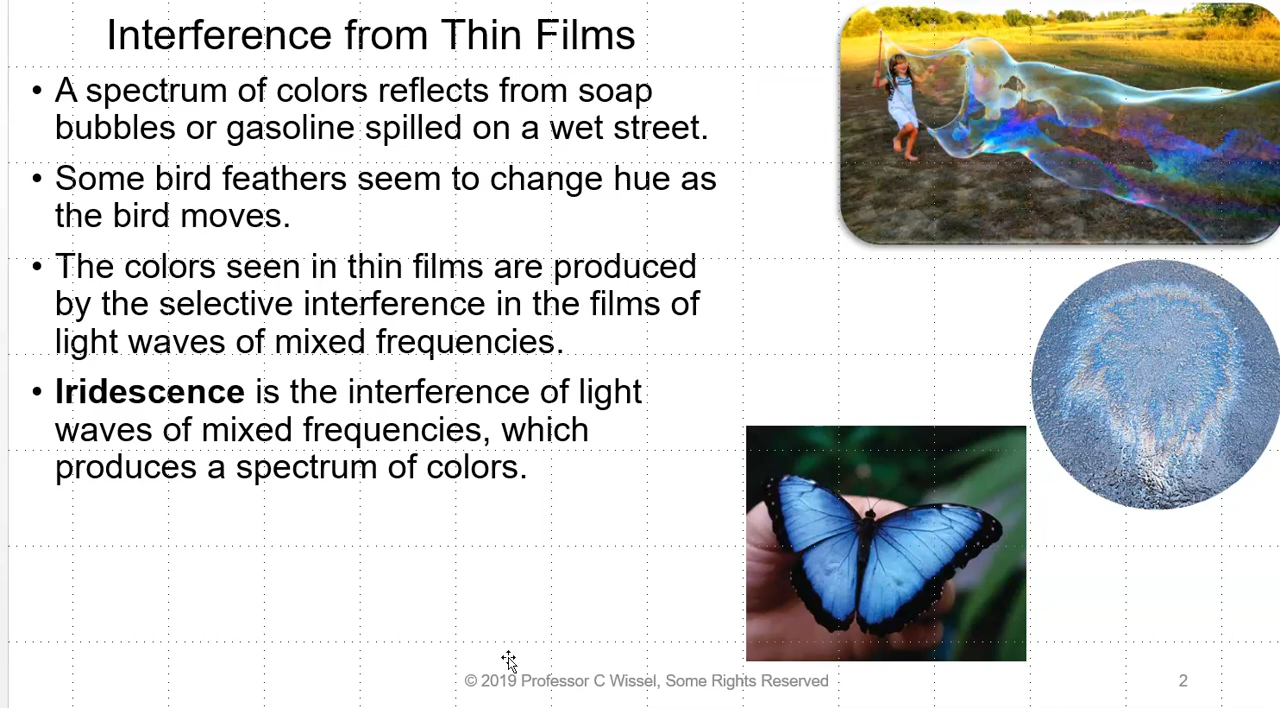 Interference from Thin Films
• A spectrum of colors reflects from soap
bubbles or gasoline spilled on a wet street.
• Some bird feathers seem to change hue as
the bird moves.
• The colors seen in thin films are produced
by the selective interference in the films of
light waves of mixed frequencies.
• Iridescence is the interference of light
waves of mixed frequencies, which
produces a spectrum of colors.
© 2019 Professor C Wissel, Some Rights Reserved
2